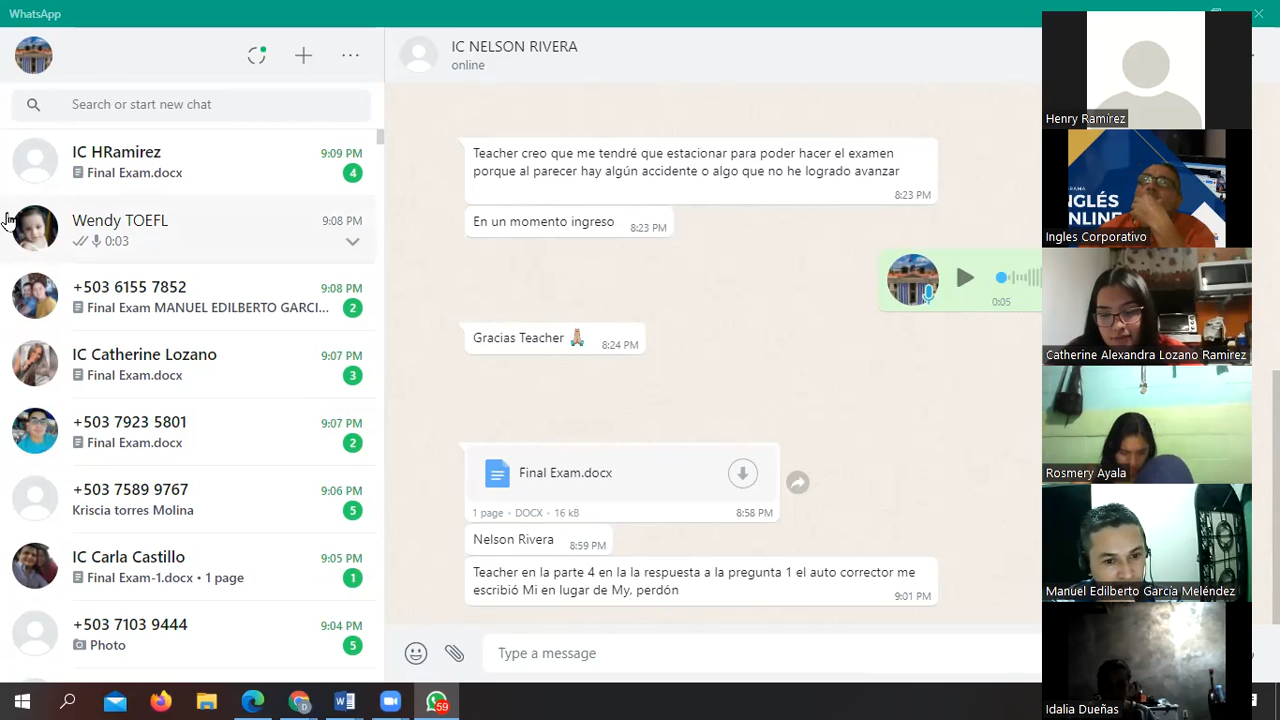 WhatsApp
Search or start new chat
IC HRamirez
9:09 PM
Final Exam.docx
4
Wendy TOEFL
9:08 PM
0:03
+503 6155 7852
9:08 PM
Final Exam MANUEL EDILBERTO GARCI...
2
IC Catherine Lozano
9:07 PM
Final Exam.docx
3
+503 7923 5801
9:07 PM
Final Exam.docx
2
+503 7589 9767
9:06 PM
Kriscia torres Molina
5
IC Carla Castillo
9:05 PM
Final Exam-1.docx • 1 page
1
+503 7103 9444
9:04 PM
Photo
5
IC NELSON RIVERA
online
Teacher creo que me tendré que estacionar para poder hacer el examen
porque al parecer hay algún accidente o algo que no he logrado avanzar
8:23 PM
En un momento ingreso
8:23 PM
0:05
Gracias Teacher 🙏🏼
8:24 PM
Final Exam.docx
1 page • DOCX • 16 kB
8:58 PM
Nelson Rivera
8:59 PM
Teacher en la parte 4 en la la respuesta a la pregunta 1 el auto corrector me
escribió Mi en lugar de My, perdón
9:01 PM
Type a message
Henry Ramírez
INGLÉS
ONLINE
Ingles Corporativo
Catherine Alexandra Lozano Ramirez
Rosmery Ayala
Manuel Edilberto García Meléndez
Idalia Dueñas
59